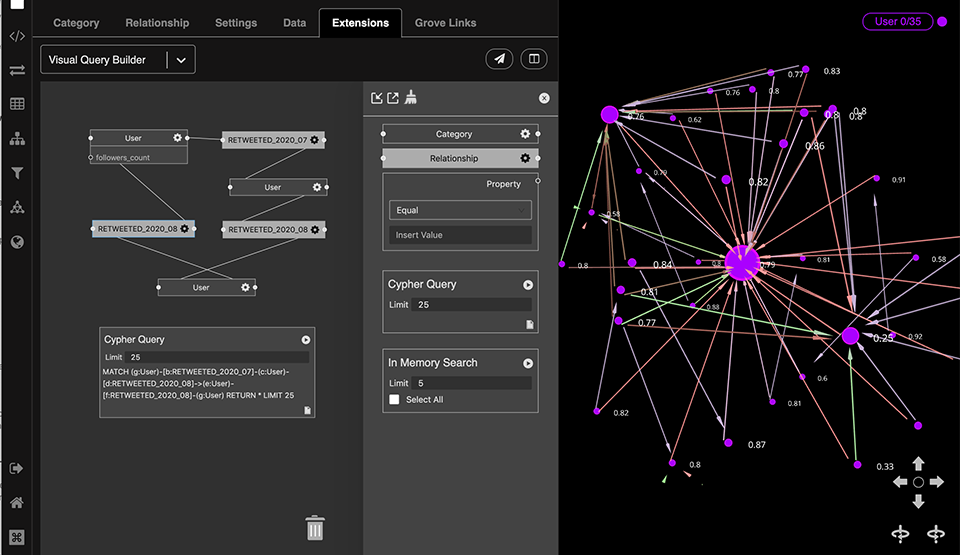 Category Relationship Settings Data Extensions Grove Links
User 0/35
Visual Query Builder
User
followers_count
RETWEETED_2020_07
User
RETWEETED_2020_08
RETWEETED_2020_08
User
Cypher Query
Limit 25
MATCH (g:User)-[b:RETWEETED_2020_07]-(c:User)-
[d:RETWEETED_2020_08]->(e:User)-
[f:RETWEETED_2020_08]-(g:User) RETURN * LIMIT 25
x
Category
Relationship
Property
Equal
Insert Value
Cypher Query
Limit 25
In Memory Search
Limit 5
Select All
0.77
0.83
0.76
0.8
0.76
0.62
0.8
0.8
0.8
0.86
0.79
0.82
0.91
0.58
0.8
0.84
0.8
0.79
0.81
0.58
0.81
0.88
0.77
0.25
0.92
0.6
0.82
0.81
0.87
0.8
0.33